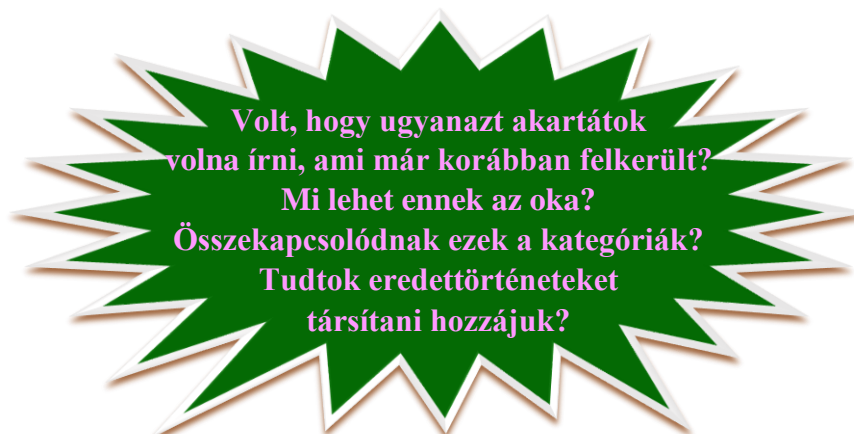 Volt, hogy ugyanazt akartátok
volna írni, ami már korábban felkerült?
Mi lehet ennek az oka?
Összekapcsolódnak ezek a kategóriák?
Tudtok eredettörténeteket
társítani hozzájuk?